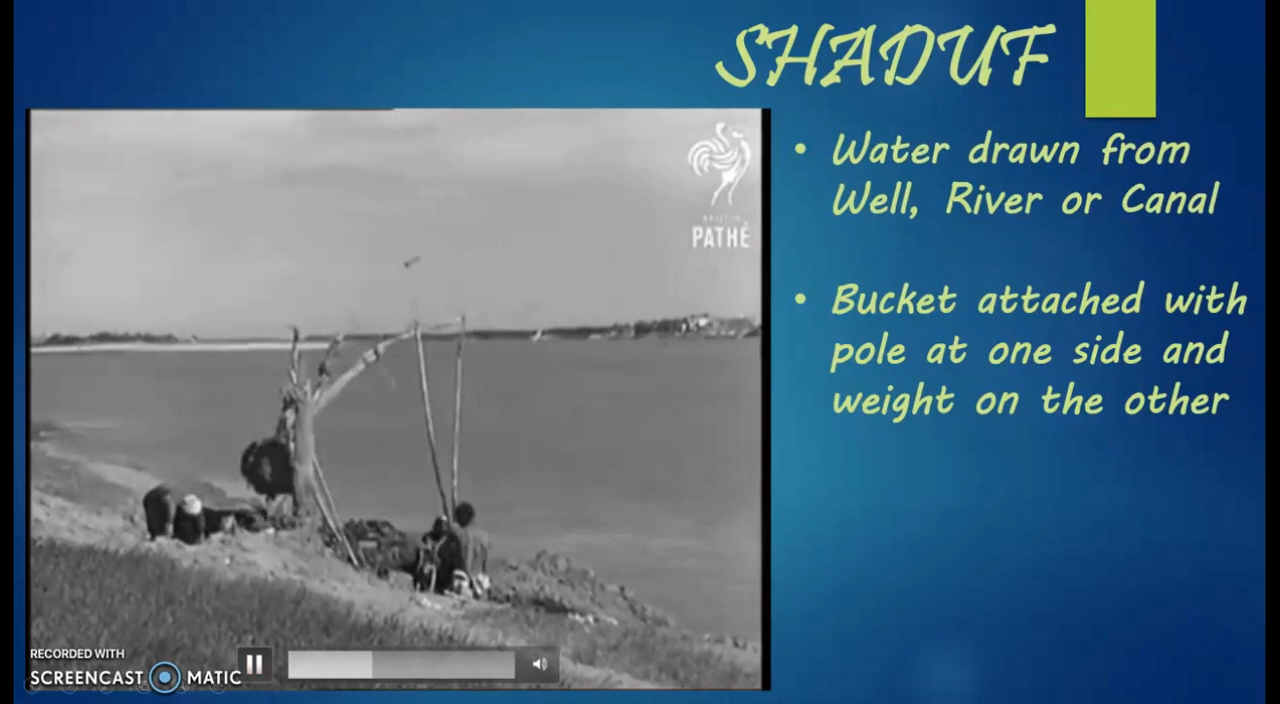 SHADUF
• Water drawn from
Well, River or Canal
• Bucket attached with
pole at one side and
weight on the other
BRITISH
PATHÉ
RECORDED WITH
SCREENCAST MATIC